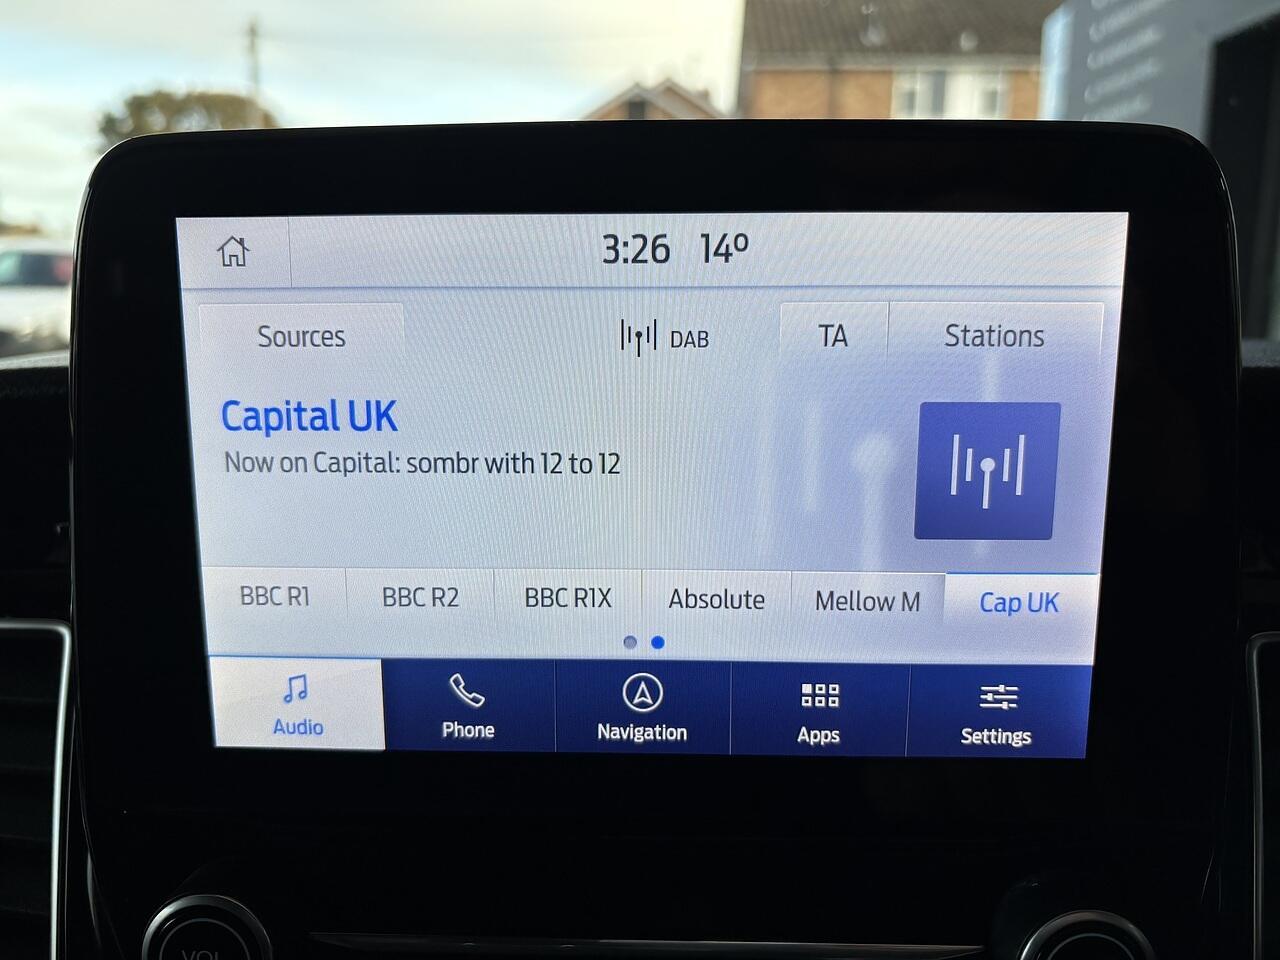 3:26 14º
Sources DAB TA Stations
Capital UK
Now on Capital: sombr with 12 to 12
BBC R1 BBC R2 BBC R1X Absolute Mellow M Cap UK
Audio Phone Navigation Apps Settings
VOL